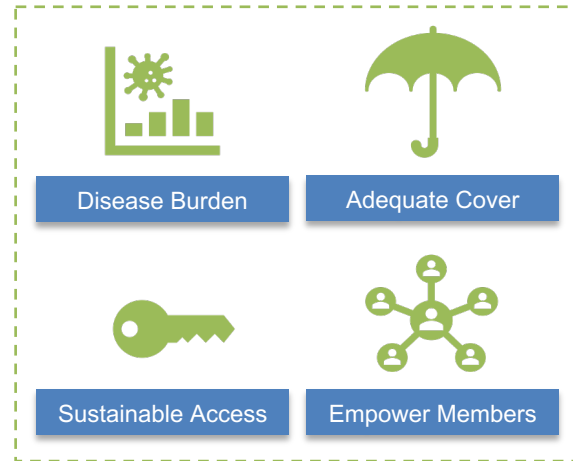 Disease Burden
Adequate Cover
Sustainable Access
Empower Members